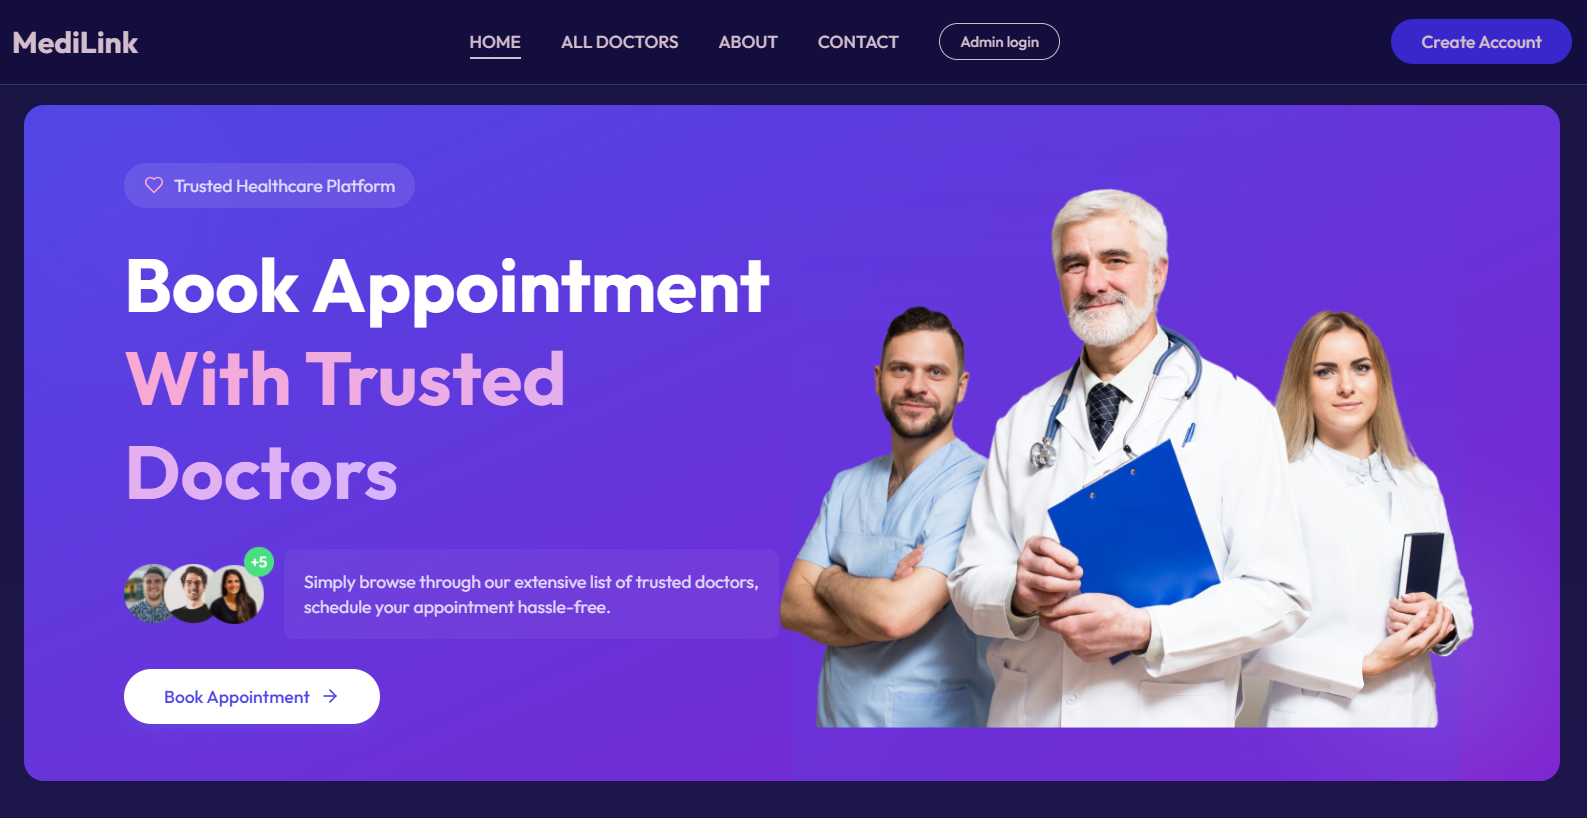 MediLink
HOME
ALL DOCTORS
ABOUT
CONTACT
Admin login
Create Account
Trusted Healthcare Platform
Book Appointment
With Trusted
Doctors
+5
Simply browse through our extensive list of trusted doctors,
schedule your appointment hassle-free.
Book Appointment